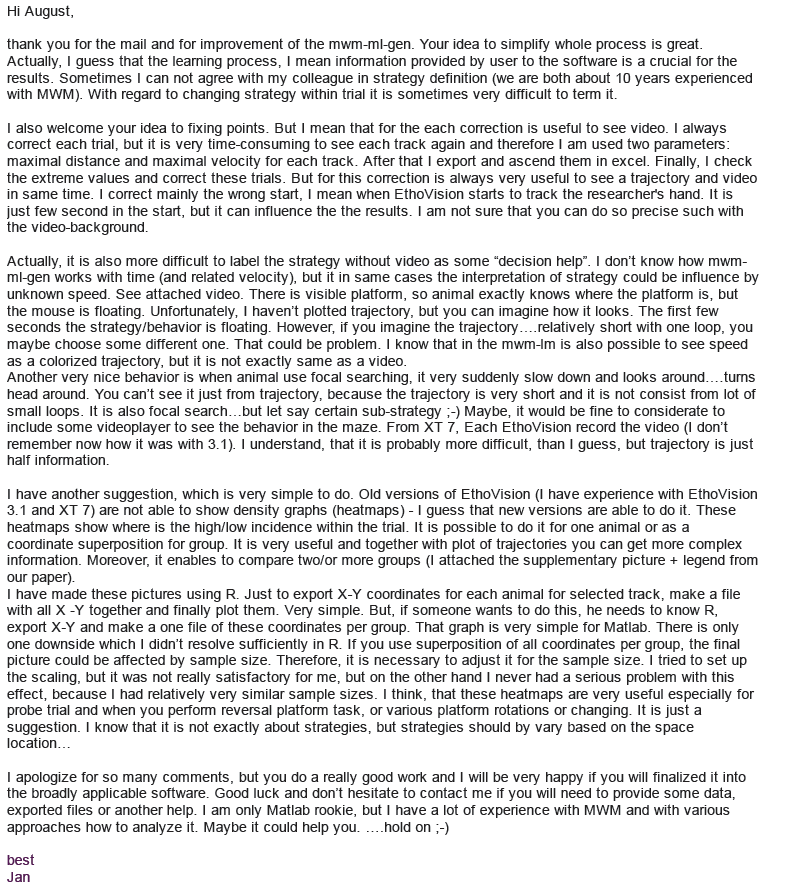 Hi August,
thank you for the mail and for improvement of the mwm-ml-gen. Your idea to simplify whole process is great.
Actually, I guess that the learning process, I mean information provided by user to the software is a crucial for the
results. Sometimes I can not agree with my colleague in strategy definition (we are both about 10 years experienced
with MWM). With regard to changing strategy within trial it is sometimes very difficult to term it.
I also welcome your idea to fixing points. But I mean that for the each correction is useful to see video. I always
correct each trial, but it is very time-consuming to see each track again and therefore I am used two parameters:
maximal distance and maximal velocity for each track. After that I export and ascend them in excel. Finally, I check
the extreme values and correct these trials. But for this correction is always very useful to see a trajectory and video
in same time. I correct mainly the wrong start, I mean when EthoVision starts to track the researcher's hand. It is
just few second in the start, but it can influence the the results. I am not sure that you can do so precise such with
the video-background.
Actually, it is also more difficult to label the strategy without video as some “decision help”. I don’t know how mwm-
ml-gen works with time (and related velocity), but it in same cases the interpretation of strategy could be influence by
unknown speed. See attached video. There is visible platform, so animal exactly knows where the platform is, but
the mouse is floating. Unfortunately, I haven’t plotted trajectory, but you can imagine how it looks. The first few
seconds the strategy/behavior is floating. However, if you imagine the trajectory….relatively short with one loop, you
maybe choose some different one. That could be problem. I know that in the mwm-lm is also possible to see speed
as a colorized trajectory, but it is not exactly same as a video.
Another very nice behavior is when animal use focal searching, it very suddenly slow down and looks around….turns
head around. You can’t see it just from trajectory, because the trajectory is very short and it is not consist from lot of
small loops. It is also focal search…but let say certain sub-strategy ;-) Maybe, it would be fine to considerate to
include some videoplayer to see the behavior in the maze. From XT 7, Each EthoVision record the video (I don’t
remember now how it was with 3.1). I understand, that it is probably more difficult, than I guess, but trajectory is just
half information.
I have another suggestion, which is very simple to do. Old versions of EthoVision (I have experience with EthoVision
3.1 and XT 7) are not able to show density graphs (heatmaps) - I guess that new versions are able to do it. These
heatmaps show where is the high/low incidence within the trial. It is possible to do it for one animal or as a
coordinate superposition for group. It is very useful and together with plot of trajectories you can get more complex
information. Moreover, it enables to compare two/or more groups (I attached the supplementary picture + legend from
our paper).
I have made these pictures using R. Just to export X-Y coordinates for each animal for selected track, make a file
with all X -Y together and finally plot them. Very simple. But, if someone wants to do this, he needs to know R,
export X-Y and make a one file of these coordinates per group. That graph is very simple for Matlab. There is only
one downside which I didn’t resolve sufficiently in R. If you use superposition of all coordinates per group, the final
picture could be affected by sample size. Therefore, it is necessary to adjust it for the sample size. I tried to set up
the scaling, but it was not really satisfactory for me, but on the other hand I never had a serious problem with this
effect, because I had relatively very similar sample sizes. I think, that these heatmaps are very useful especially for
probe trial and when you perform reversal platform task, or various platform rotations or changing. It is just a
suggestion. I know that it is not exactly about strategies, but strategies should by vary based on the space
location…
I apologize for so many comments, but you do a really good work and I will be very happy if you will finalized it into
the broadly applicable software. Good luck and don’t hesitate to contact me if you will need to provide some data,
exported files or another help. I am only Matlab rookie, but I have a lot of experience with MWM and with various
approaches how to analyze it. Maybe it could help you. ….hold on ;-)
best
Jan